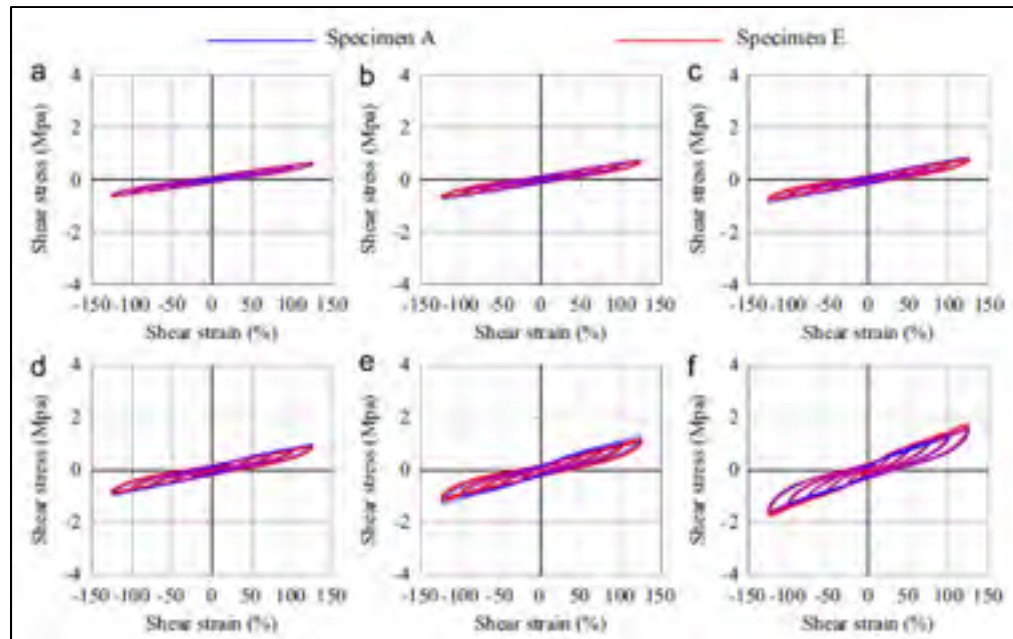 Specimen A Specimen E
a b c
4 4 4
2 2 2
0 0 0
-2 -2 -2
-4 -4 -4
Shear stress (Mpa) Shear stress (Mpa) Shear stress (Mpa)
-150 -100 -50 0 50 100 150 -150 -100 -50 0 50 100 150 -150 -100 -50 0 50 100 150
Shear strain (%) Shear strain (%) Shear strain (%)
d e f
4 4 4
2 2 2
0 0 0
-2 -2 -2
-4 -4 -4
Shear stress (Mpa) Shear stress (Mpa) Shear stress (Mpa)
-150 -100 -50 0 50 100 150 -150 -100 -50 0 50 100 150 -150 -100 -50 0 50 100 150
Shear strain (%) Shear strain (%) Shear strain (%)